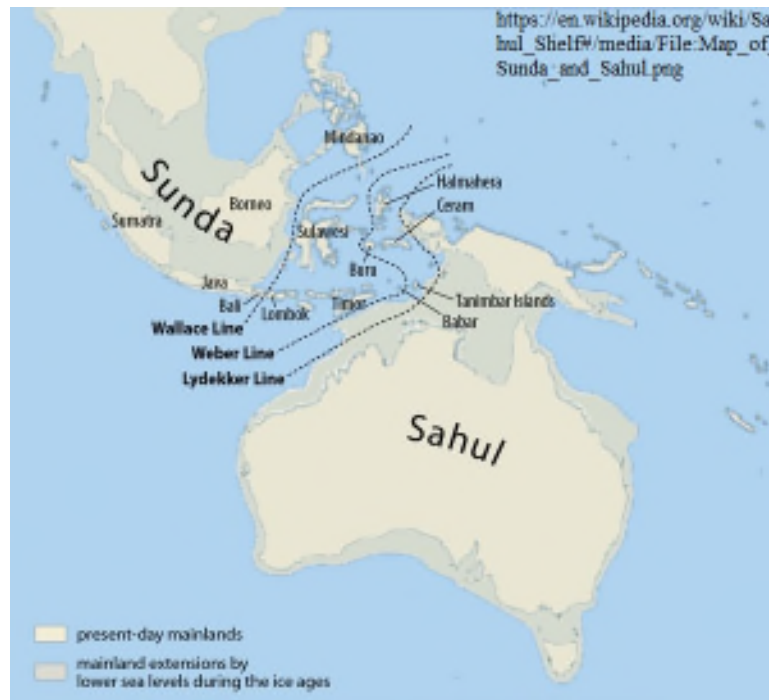 https://en.wikipedia.org/wiki/Sa
hul_Shelf#/media/File:Map_of_
Sunda_and_Sahul.png
Mindanao
Sunda
Halmahera
Borneo
Ceram
Sumatra
Sulawesi
Buru
Java
Bali
Lombok
Timor
Tanimbar Islands
Babar
Wallace Line
Weber Line
Lydekker Line
Sahul
present-day mainlands
mainland extensions by
lower sea levels during the ice ages